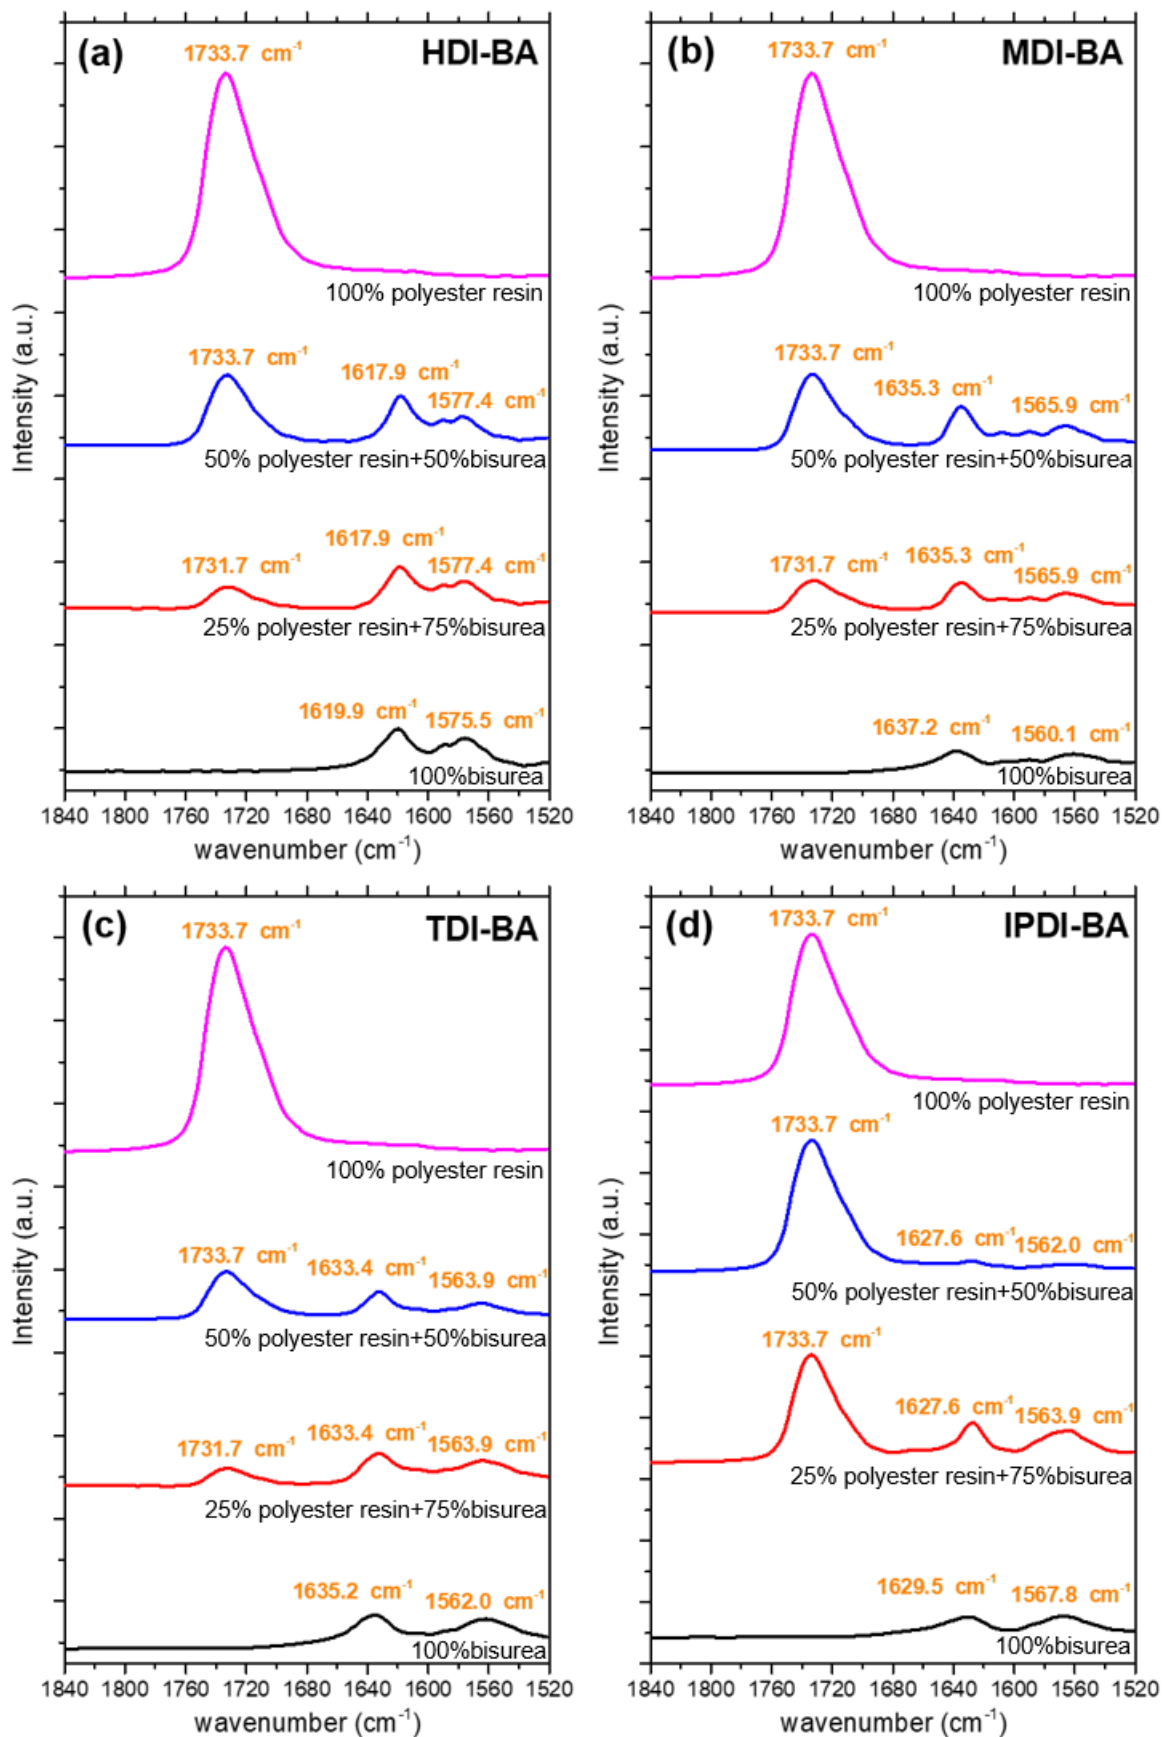 (a) HDI-BA
1733.7 cm⁻¹
100% polyester resin
1733.7 cm⁻¹
1617.9 cm⁻¹
1577.4 cm⁻¹
50% polyester resin+50%bisurea
1617.9 cm⁻¹
1731.7 cm⁻¹
1577.4 cm⁻¹
25% polyester resin+75%bisurea
1619.9 cm⁻¹
1575.5 cm⁻¹
100%bisurea
Intensity (a.u.)
1840 1800 1760 1720 1680 1640 1600 1560 1520
wavenumber (cm⁻¹)
(b) MDI-BA
1733.7 cm⁻¹
100% polyester resin
1733.7 cm⁻¹
1635.3 cm⁻¹
1565.9 cm⁻¹
50% polyester resin+50%bisurea
1635.3 cm⁻¹
1731.7 cm⁻¹
1565.9 cm⁻¹
25% polyester resin+75%bisurea
1637.2 cm⁻¹
1560.1 cm⁻¹
100%bisurea
Intensity (a.u.)
1840 1800 1760 1720 1680 1640 1600 1560 1520
wavenumber (cm⁻¹)
(c) TDI-BA
1733.7 cm⁻¹
100% polyester resin
1733.7 cm⁻¹
1633.4 cm⁻¹
1563.9 cm⁻¹
50% polyester resin+50%bisurea
1633.4 cm⁻¹
1731.7 cm⁻¹
1563.9 cm⁻¹
25% polyester resin+75%bisurea
1635.2 cm⁻¹
1562.0 cm⁻¹
100%bisurea
Intensity (a.u.)
1840 1800 1760 1720 1680 1640 1600 1560 1520
wavenumber (cm⁻¹)
(d) IPDI-BA
1733.7 cm⁻¹
100% polyester resin
1733.7 cm⁻¹
1627.6 cm⁻¹
1562.0 cm⁻¹
50% polyester resin+50%bisurea
1733.7 cm⁻¹
1627.6 cm⁻¹
1563.9 cm⁻¹
25% polyester resin+75%bisurea
1629.5 cm⁻¹
1567.8 cm⁻¹
100%bisurea
Intensity (a.u.)
1840 1800 1760 1720 1680 1640 1600 1560 1520
wavenumber (cm⁻¹)